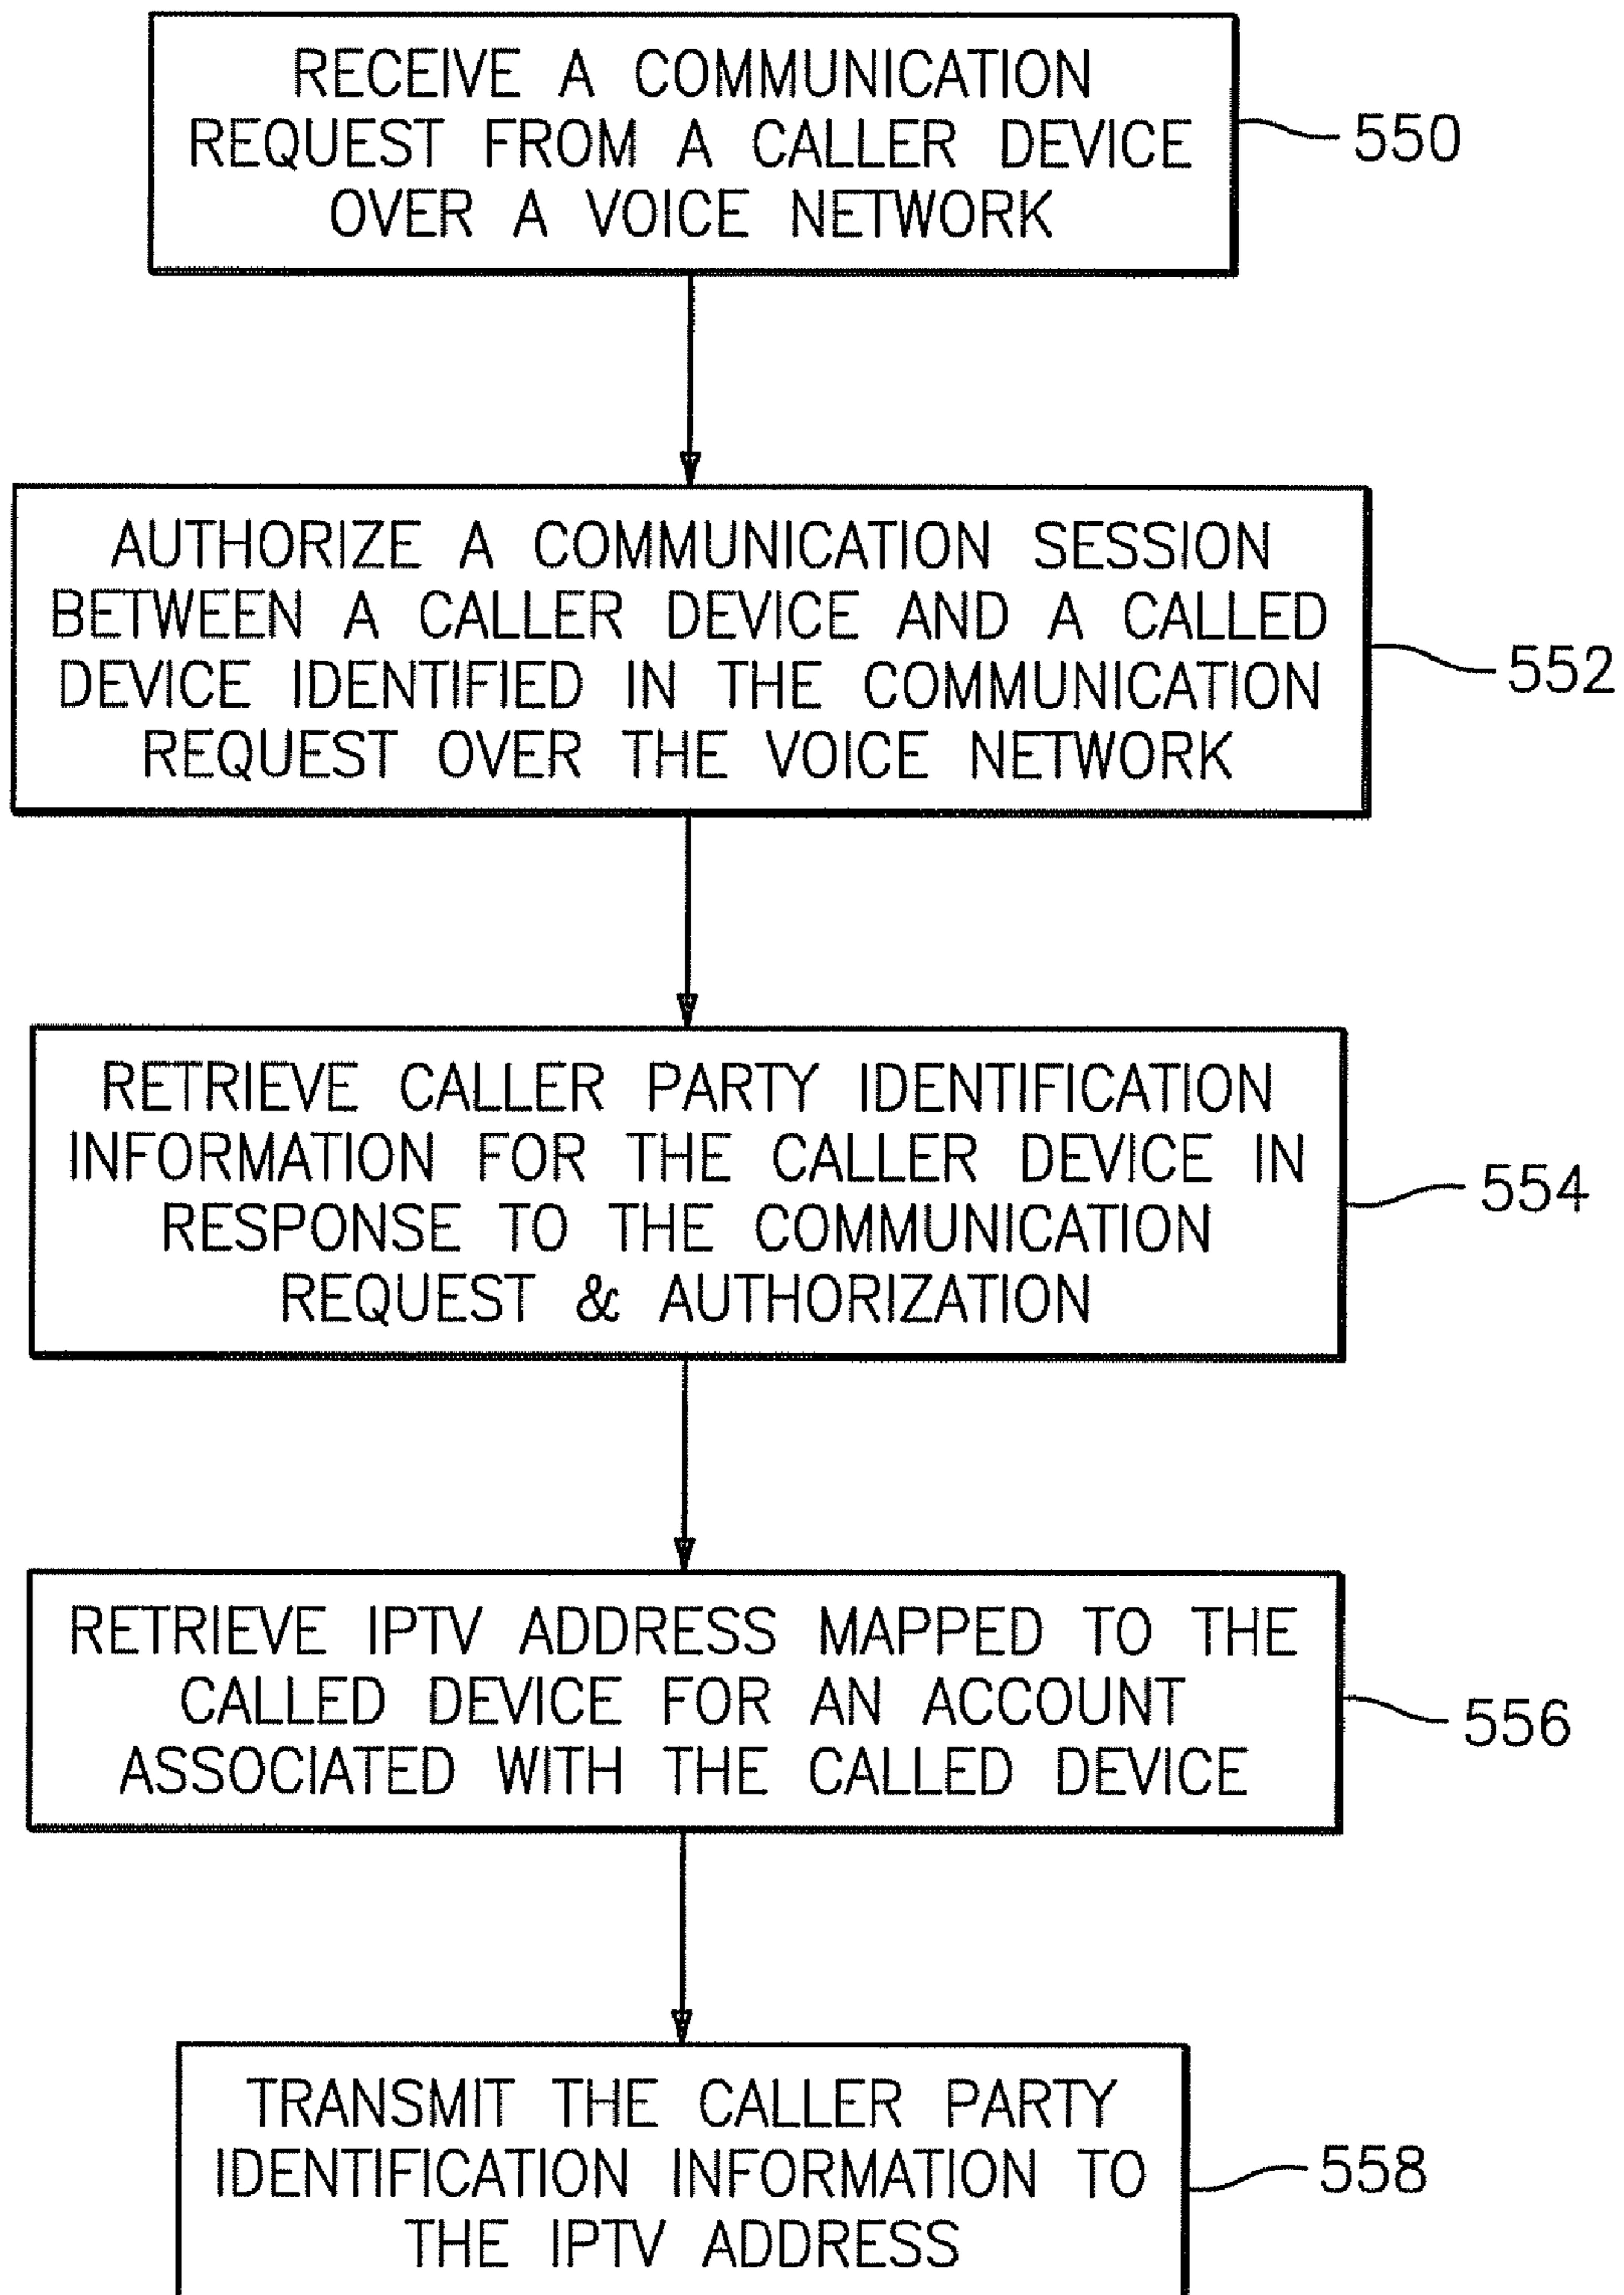 RECEIVE A COMMUNICATION
REQUEST FROM A CALLER DEVICE
OVER A VOICE NETWORK
550
AUTHORIZE A COMMUNICATION SESSION
BETWEEN A CALLER DEVICE AND A CALLED
DEVICE IDENTIFIED IN THE COMMUNICATION
REQUEST OVER THE VOICE NETWORK
552
RETRIEVE CALLER PARTY IDENTIFICATION
INFORMATION FOR THE CALLER DEVICE IN
RESPONSE TO THE COMMUNICATION
REQUEST & AUTHORIZATION
554
RETRIEVE IPTV ADDRESS MAPPED TO THE
CALLED DEVICE FOR AN ACCOUNT
ASSOCIATED WITH THE CALLED DEVICE
556
TRANSMIT THE CALLER PARTY
IDENTIFICATION INFORMATION TO
THE IPTV ADDRESS
558